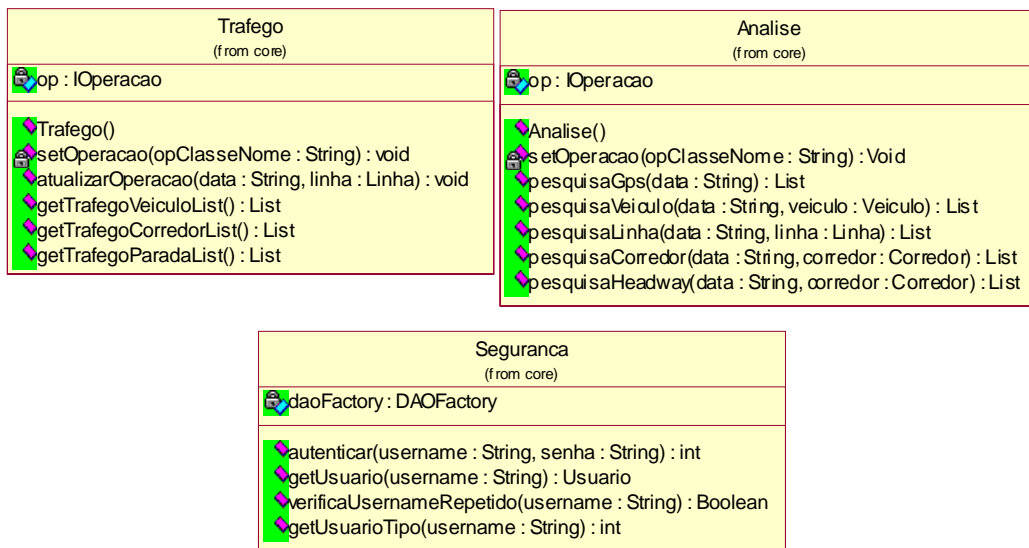 Trafego
(from core)
op : IOperacao
Trafego()
setOperacao(opClasseNome : String) : void
atualizarOperacao(data : String, linha : Linha) : void
getTrafegoVeiculoList() : List
getTrafegoCorredorList() : List
getTrafegoParadaList() : List
Analise
(from core)
op : IOperacao
Analise()
setOperacao(opClasseNome : String) : Void
pesquisaGps(data : String) : List
pesquisaVeiculo(data : String, veiculo : Veiculo) : List
pesquisaLinha(data : String, linha : Linha) : List
pesquisaCorredor(data : String, corredor : Corredor) : List
pesquisaHeadway(data : String, corredor : Corredor) : List
Seguranca
(from core)
daoFactory : DAOFactory
autenticar(username : String, senha : String) : int
getUsuario(username : String) : Usuario
verificaUsernameRepetido(username : String) : Boolean
getUsuarioTipo(username : String) : int